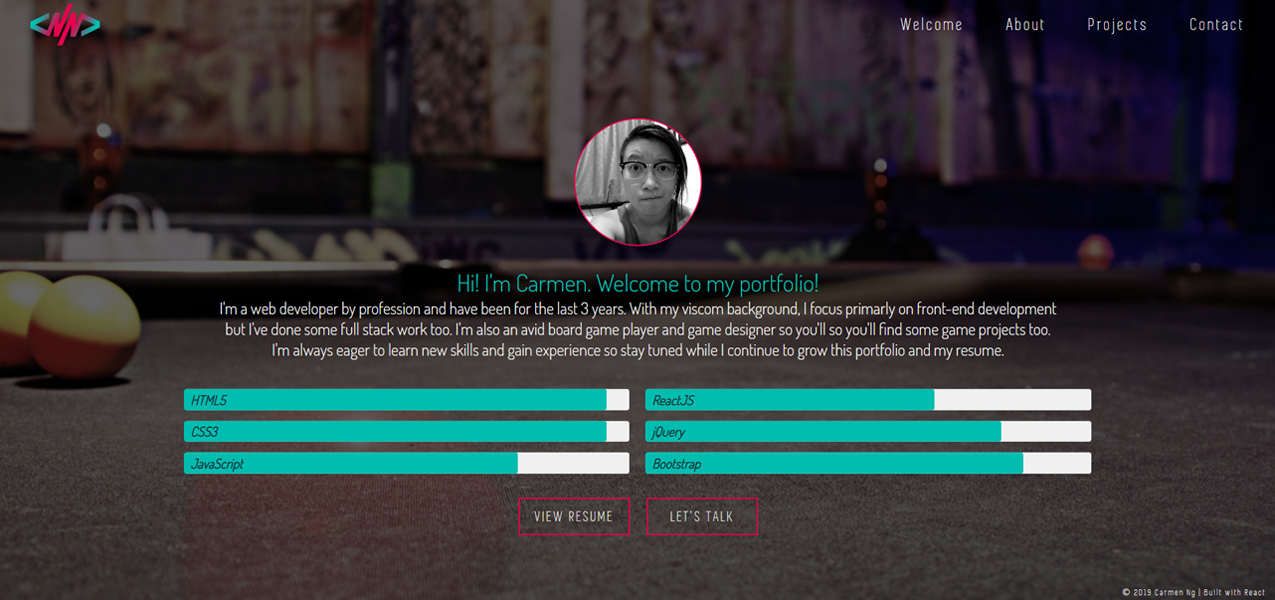 Welcome About Projects Contact
Hi! I'm Carmen. Welcome to my portfolio!
I'm a web developer by profession and have been for the last 3 years. With my viscom background, I focus primarly on front-end development
but I've done some full stack work too. I'm also an avid board game player and game designer so you'll so you'll find some game projects too.
I'm always eager to learn new skills and gain experience so stay tuned while I continue to grow this portfolio and my resume.
HTML5 ReactJS
CSS3 jQuery
JavaScript Bootstrap
VIEW RESUME LET'S TALK
© 2019 Carmen Ng | Built with React